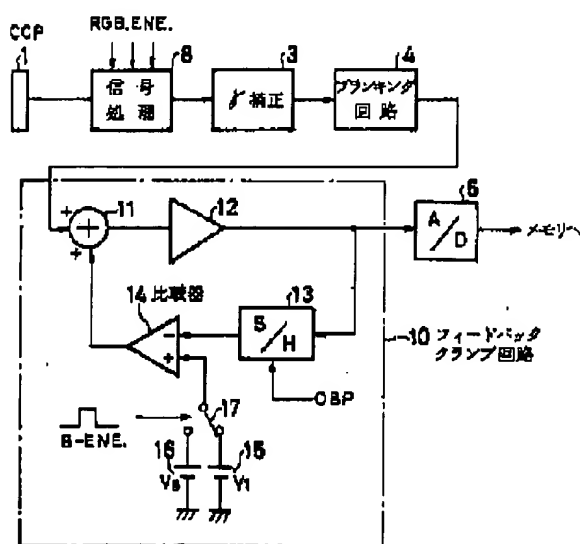 CCP
1
RGB.ENE.
8
信号
処理
3
γ補正
4
ブランキング
回路
11
+
+
+
12
6
A/D
メモリーへ
14 比較器
-
+
13
S/H
OBP
10 フィードバック
クランプ回路
17
B-ENE.
16
VB
15
V1